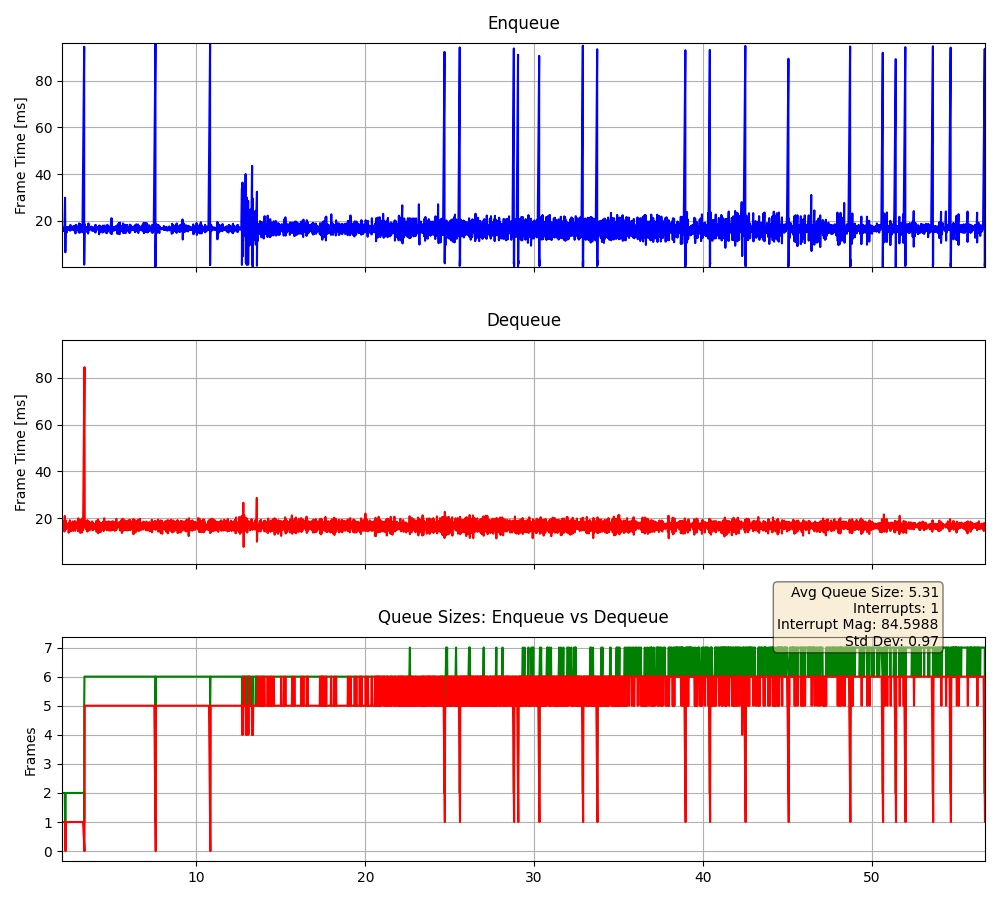 Enqueue
Frame Time [ms]
80
60
40
20
Dequeue
Frame Time [ms]
80
60
40
20
Avg Queue Size: 5.31
Interrupts: 1
Interrupt Mag: 84.5988
Std Dev: 0.97
Queue Sizes: Enqueue vs Dequeue
Frames
7
6
5
4
3
2
1
0
10 20 30 40 50